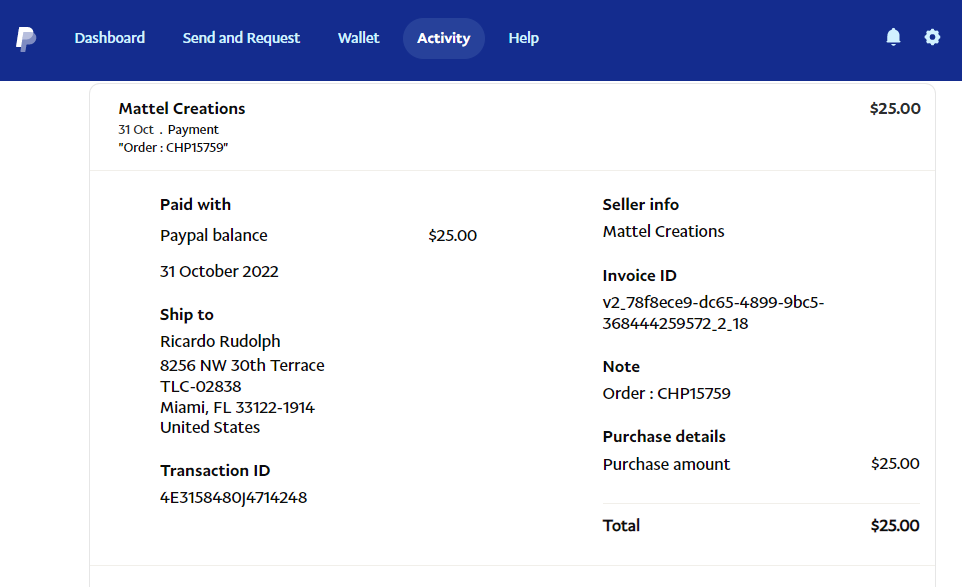 Dashboard Send and Request Wallet Activity Help
Mattel Creations $25.00
31 Oct . Payment
"Order : CHP15759"
Paid with
Paypal balance $25.00
31 October 2022
Ship to
Ricardo Rudolph
8256 NW 30th Terrace
TLC-02838
Miami, FL 33122-1914
United States
Transaction ID
4E3158480J4714248
Seller info
Mattel Creations
Invoice ID
v2_78f8ece9-dc65-4899-9bc5-
368444259572_2_18
Note
Order : CHP15759
Purchase details
Purchase amount $25.00
Total $25.00